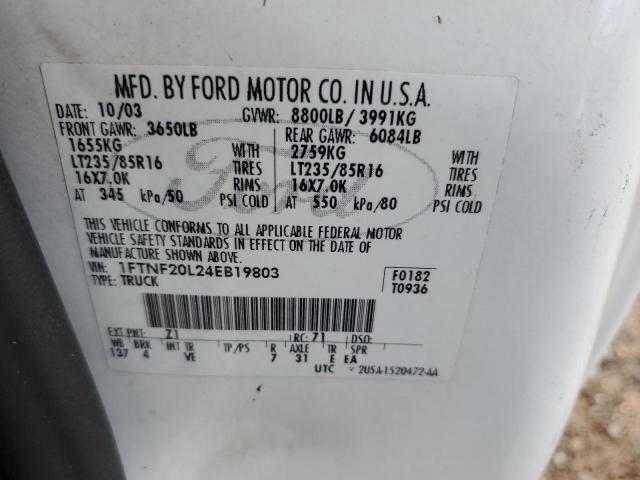 MFD. BY FORD MOTOR CO. IN U.S.A.
DATE: 10/03 GVWR: 8800LB/3991KG
FRONT GAWR: 3650LB REAR GAWR: 6084LB
1655KG WITH 2759KG WITH
LT235/85R16 TIRES LT235/85R16 TIRES
16X7.0K RIMS 16X7.0K RIMS
AT 345 kPa/50 PSI COLD AT 550 kPa/80 PSI COLD
Ford
THIS VEHICLE CONFORMS TO ALL APPLICABLE FEDERAL MOTOR
VEHICLE SAFETY STANDARDS IN EFFECT ON THE DATE OF
MANUFACTURE SHOWN ABOVE.
VIN: 1FTNF20L24EB19803 F0182
TYPE: TRUCK T0936
EXT PNT: Z1 RC: 71 DSO:
WB BRK INT TR TP/PS R AXLE TR SPR
137 4 VE 7 31 E EA
UTC 2U5A-1520472-AA